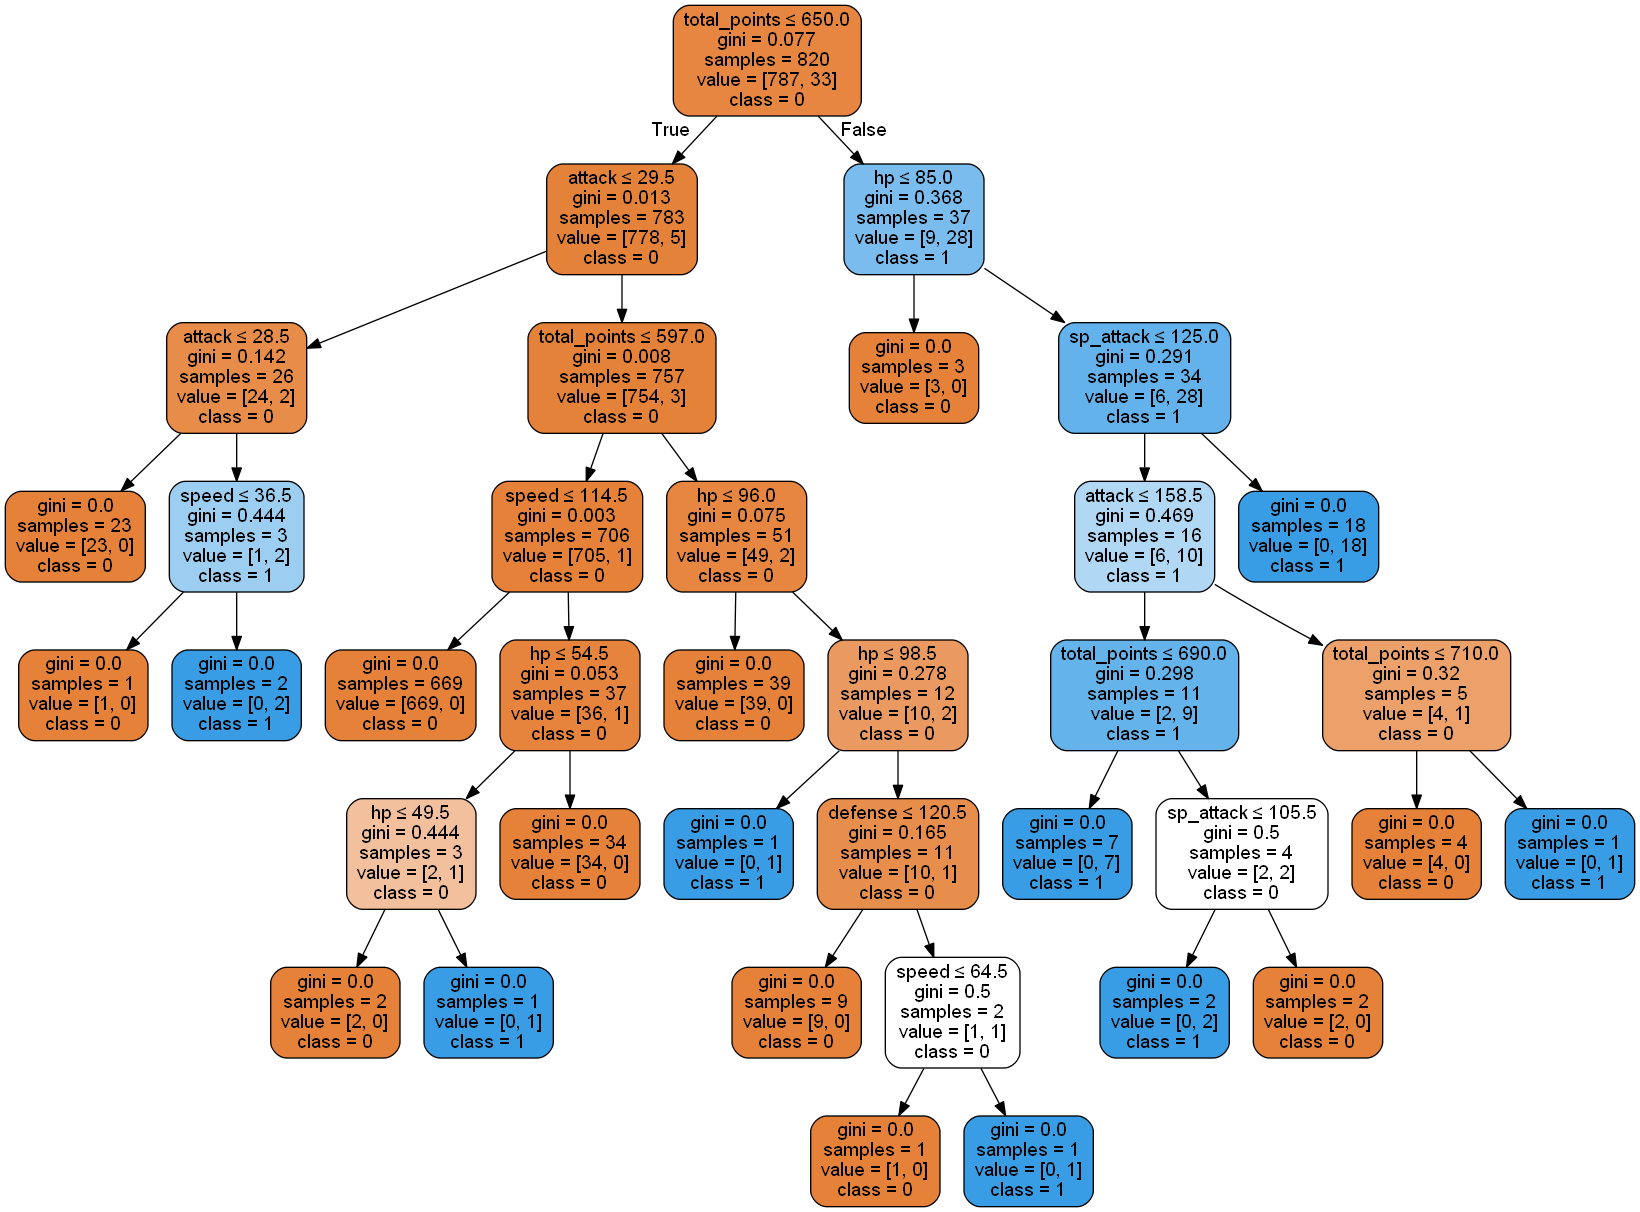 total_points ≤ 650.0
gini = 0.077
samples = 820
value = [787, 33]
class = 0
True
False
attack ≤ 29.5
gini = 0.013
samples = 783
value = [778, 5]
class = 0
hp ≤ 85.0
gini = 0.368
samples = 37
value = [9, 28]
class = 1
attack ≤ 28.5
gini = 0.142
samples = 26
value = [24, 2]
class = 0
total_points ≤ 597.0
gini = 0.008
samples = 757
value = [754, 3]
class = 0
gini = 0.0
samples = 3
value = [3, 0]
class = 0
sp_attack ≤ 125.0
gini = 0.291
samples = 34
value = [6, 28]
class = 1
gini = 0.0
samples = 23
value = [23, 0]
class = 0
speed ≤ 36.5
gini = 0.444
samples = 3
value = [1, 2]
class = 1
speed ≤ 114.5
gini = 0.003
samples = 706
value = [705, 1]
class = 0
hp ≤ 96.0
gini = 0.075
samples = 51
value = [49, 2]
class = 0
attack ≤ 158.5
gini = 0.469
samples = 16
value = [6, 10]
class = 1
gini = 0.0
samples = 18
value = [0, 18]
class = 1
gini = 0.0
samples = 1
value = [1, 0]
class = 0
gini = 0.0
samples = 2
value = [0, 2]
class = 1
gini = 0.0
samples = 669
value = [669, 0]
class = 0
hp ≤ 54.5
gini = 0.053
samples = 37
value = [36, 1]
class = 0
gini = 0.0
samples = 39
value = [39, 0]
class = 0
hp ≤ 98.5
gini = 0.278
samples = 12
value = [10, 2]
class = 0
total_points ≤ 690.0
gini = 0.298
samples = 11
value = [2, 9]
class = 1
total_points ≤ 710.0
gini = 0.32
samples = 5
value = [4, 1]
class = 0
hp ≤ 49.5
gini = 0.444
samples = 3
value = [2, 1]
class = 0
gini = 0.0
samples = 34
value = [34, 0]
class = 0
gini = 0.0
samples = 1
value = [0, 1]
class = 1
defense ≤ 120.5
gini = 0.165
samples = 11
value = [10, 1]
class = 0
gini = 0.0
samples = 7
value = [0, 7]
class = 1
sp_attack ≤ 105.5
gini = 0.5
samples = 4
value = [2, 2]
class = 0
gini = 0.0
samples = 4
value = [4, 0]
class = 0
gini = 0.0
samples = 1
value = [0, 1]
class = 1
gini = 0.0
samples = 2
value = [2, 0]
class = 0
gini = 0.0
samples = 1
value = [0, 1]
class = 1
gini = 0.0
samples = 9
value = [9, 0]
class = 0
speed ≤ 64.5
gini = 0.5
samples = 2
value = [1, 1]
class = 0
gini = 0.0
samples = 2
value = [0, 2]
class = 1
gini = 0.0
samples = 2
value = [2, 0]
class = 0
gini = 0.0
samples = 1
value = [1, 0]
class = 0
gini = 0.0
samples = 1
value = [0, 1]
class = 1